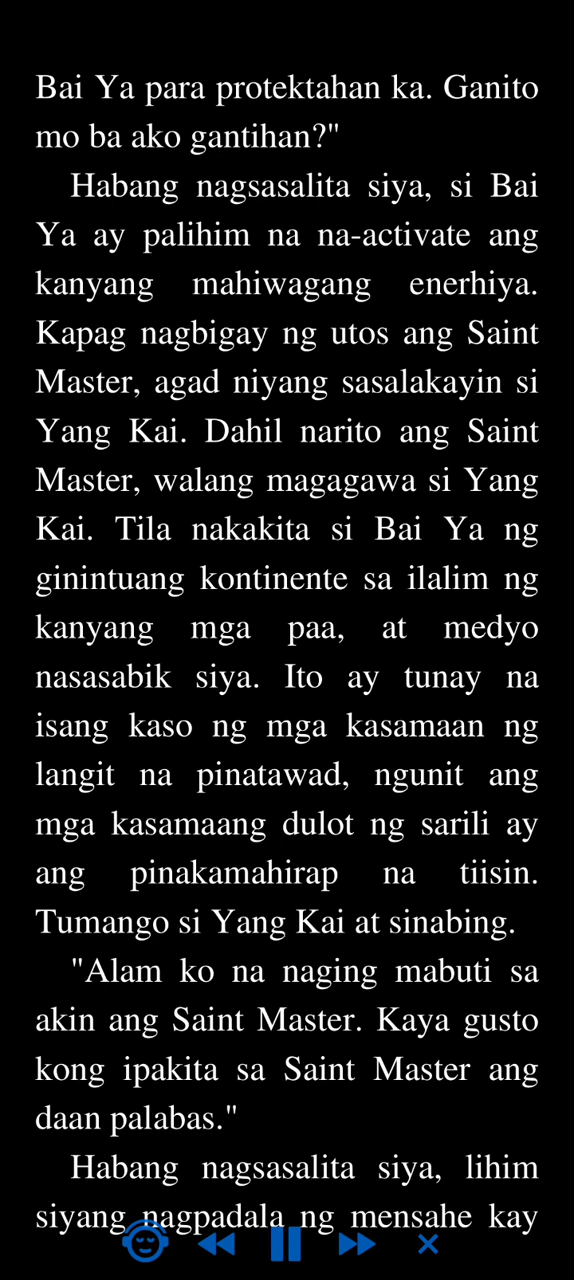 Bai Ya para protektahan ka. Ganito
mo ba ako gantihan?"
Habang nagsasalita siya, si Bai
Ya ay palihim na na-activate ang
kanyang mahiwagang enerhiya.
Kapag nagbigay ng utos ang Saint
Master, agad niyang sasalakayin si
Yang Kai. Dahil narito ang Saint
Master, walang magagawa si Yang
Kai. Tila nakakita si Bai Ya ng
ginintuang kontinente sa ilalim ng
kanyang mga paa, at medyo
nasasabik siya. Ito ay tunay na
isang kaso ng mga kasamaan ng
langit na pinatawad, ngunit ang
mga kasamaang dulot ng sarili ay
ang pinakamahirap na tiisin.
Tumango si Yang Kai at sinabing.
"Alam ko na naging mabuti sa
akin ang Saint Master. Kaya gusto
kong ipakita sa Saint Master ang
daan palabas."
Habang nagsasalita siya, lihim
siyang nagpadala ng mensahe kay